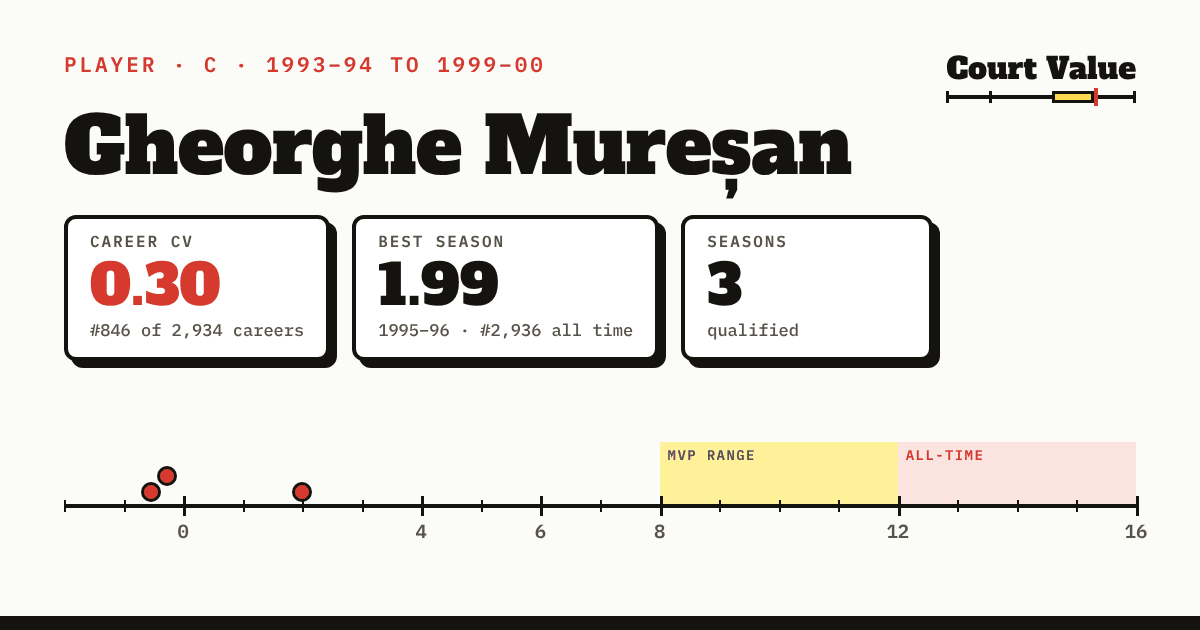 PLAYER · C · 1993–94 TO 1999–00
Court Value
Gheorghe Mureșan
CAREER CV
0.30
#846 of 2,934 careers
BEST SEASON
1.99
1995–96 · #2,936 all time
SEASONS
3
qualified
MVP RANGE
ALL-TIME
0 4 6 8 12 16